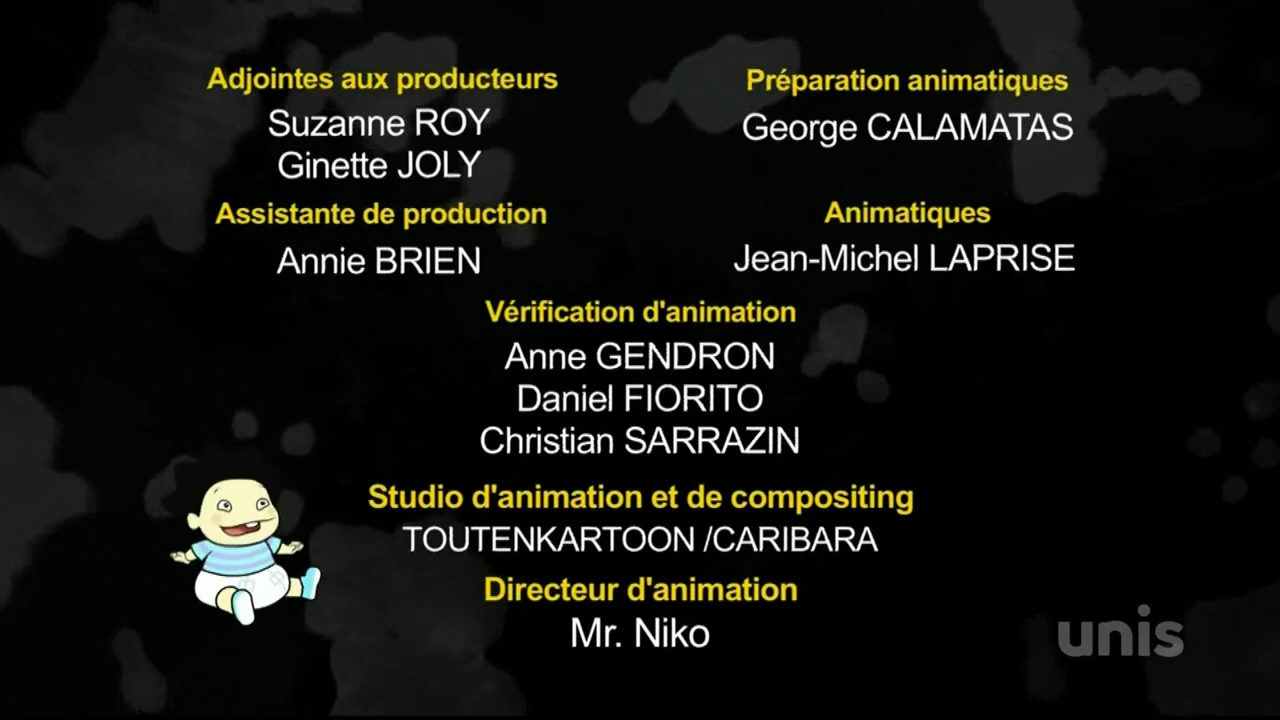 Adjointes aux producteurs
Suzanne ROY
Ginette JOLY
Assistante de production
Annie BRIEN
Préparation animatiques
George CALAMATAS
Animatiques
Jean-Michel LAPRISE
Vérification d'animation
Anne GENDRON
Daniel FIORITO
Christian SARRAZIN
Studio d'animation et de compositing
TOUTENKARTOON /CARIBARA
Directeur d'animation
Mr. Niko
unis